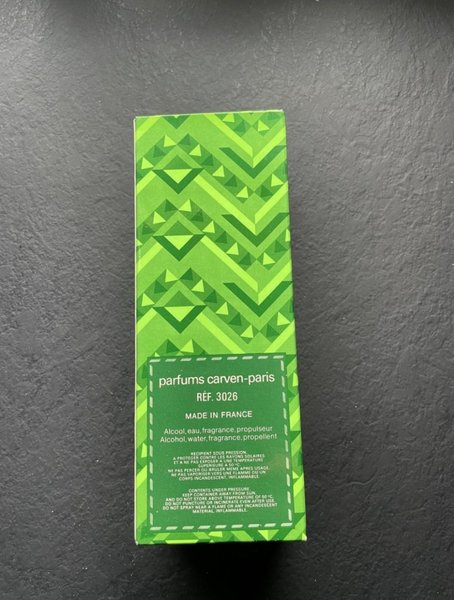 parfums carven-paris
RÉF. 3026
MADE IN FRANCE
Alcool, eau, fragrance, propulseur
Alcohol, water, fragrance, propellent
RECIPIENT SOUS PRESSION.
A PROTEGER CONTRE LES RAYONS SOLAIRES
ET A NE PAS EXPOSER A UNE TEMPERATURE
SUPERIEURE A 50 °C.
NE PAS PERCER OU BRULER MEME APRES USAGE.
NE PAS VAPORISER VERS UNE FLAMME OU UN
CORPS INCANDESCENT, INFLAMMABLE.
CONTENTS UNDER PRESSURE.
KEEP CONTAINER AWAY FROM SUN
AND DO NOT STORE ABOVE TEMPERATURE OF 50 °C.
DO NOT PUNCTURE OR INCINERATE EVEN AFTER USE.
DO NOT SPRAY NEAR A FLAME OR ANY INCANDESCENT
MATERIAL. INFLAMMABLE.